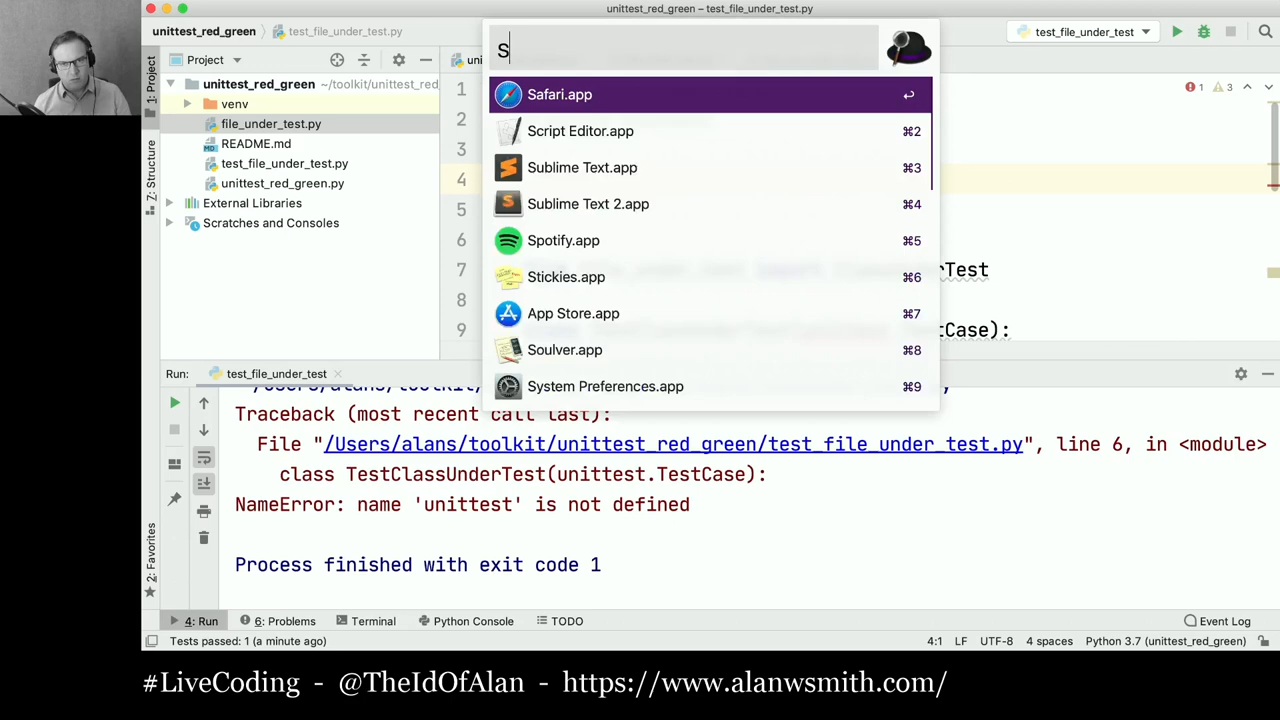 unittest_red_green – test_file_under_test.py
unittest_red_green
test_file_under_test.py
test_file_under_test
S
1: Project
Project
un
unittest_red_green ~/toolkit/unittest_red_
venv
file_under_test.py
README.md
test_file_under_test.py
unittest_red_green.py
External Libraries
Scratches and Consoles
Z: Structure
2: Favorites
1
2
3
4
5
6
7
8
9
1 3
Safari.app
Script Editor.app ⌘2
Sublime Text.app ⌘3
Sublime Text 2.app ⌘4
Spotify.app ⌘5
Stickies.app ⌘6
App Store.app ⌘7
Soulver.app ⌘8
System Preferences.app ⌘9
rTest
tCase):
Run: test_file_under_test
Traceback (most recent call last):
File "/Users/alans/toolkit/unittest_red_green/test_file_under_test.py", line 6, in <module>
class TestClassUnderTest(unittest.TestCase):
NameError: name 'unittest' is not defined
Process finished with exit code 1
4: Run 6: Problems Terminal Python Console TODO Event Log
Tests passed: 1 (a minute ago) 4:1 LF UTF-8 4 spaces Python 3.7 (unittest_red_green)
#LiveCoding - @TheIdOfAlan - https://www.alanwsmith.com/